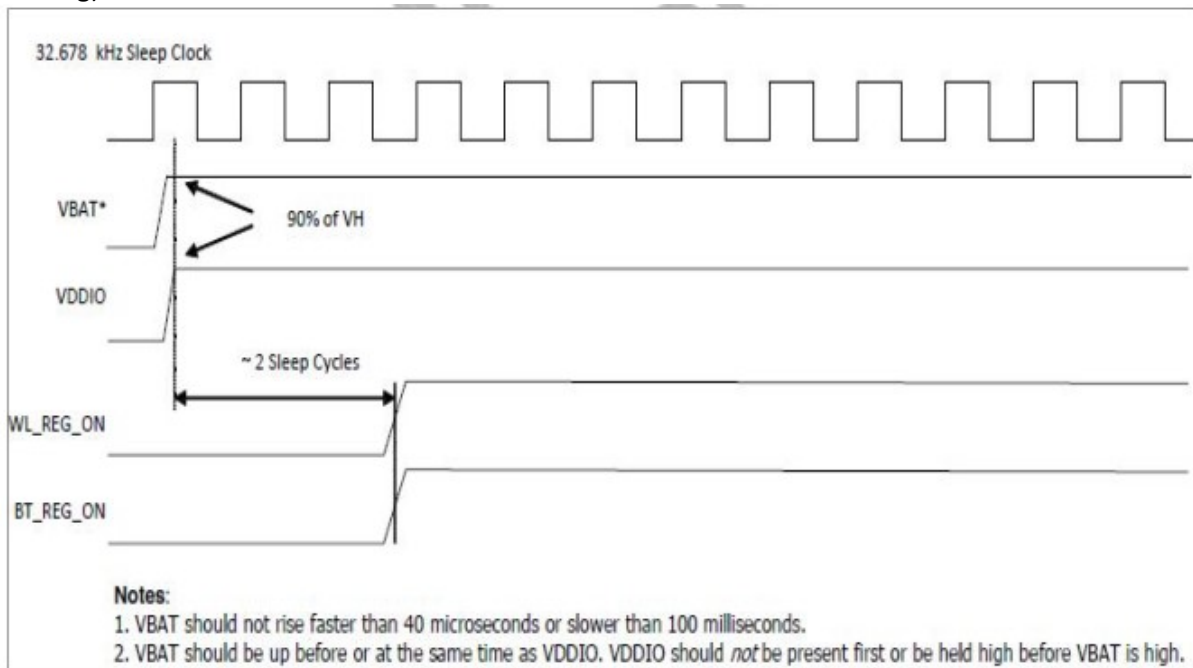 32.678 kHz Sleep Clock
VBAT*
90% of VH
VDDIO
~ 2 Sleep Cycles
WL_REG_ON
BT_REG_ON
Notes:
1. VBAT should not rise faster than 40 microseconds or slower than 100 milliseconds.
2. VBAT should be up before or at the same time as VDDIO. VDDIO should not be present first or be held high before VBAT is high.